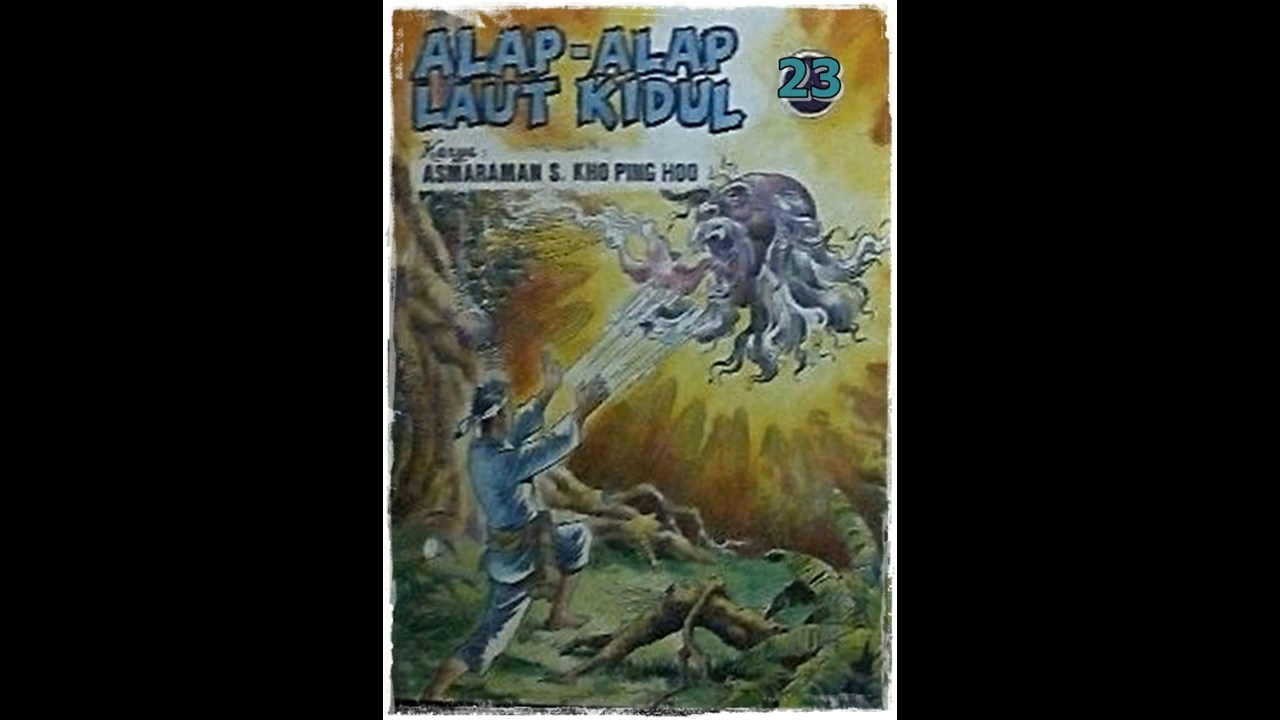 ALAP-ALAP
LAUT KIDUL
23
Karya :
ASMARAMAN S. KHO PING HOO